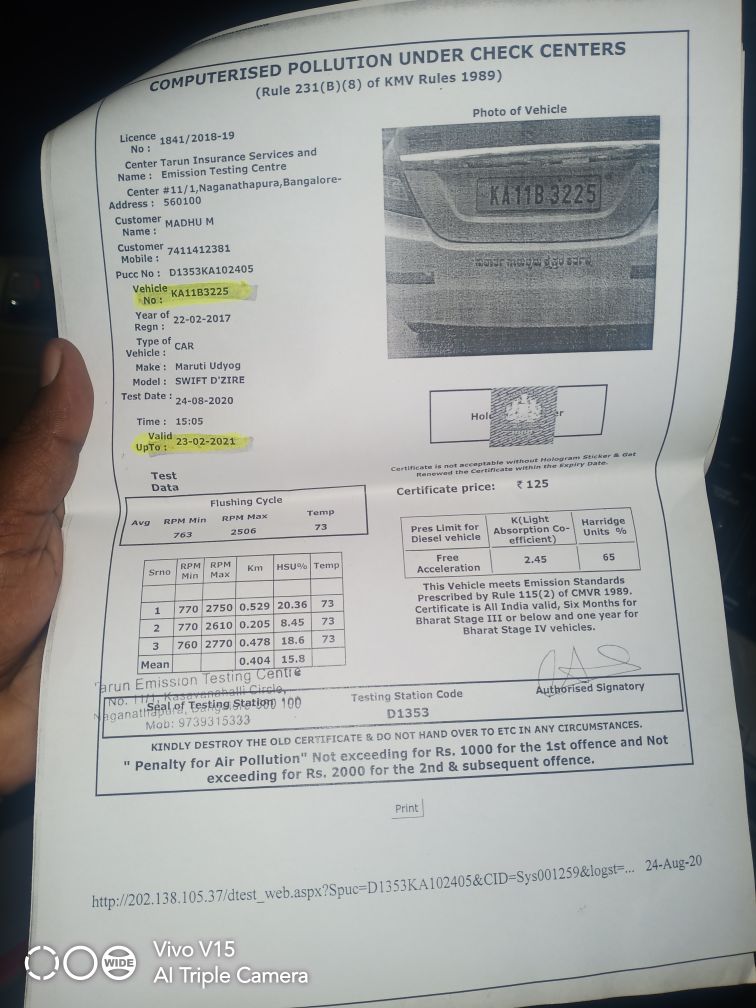 COMPUTERISED POLLUTION UNDER CHECK CENTERS
(Rule 231(B)(8) of KMV Rules 1989)
Licence No : 1841/2018-19
Center Name : Tarun Insurance Services and Emission Testing Centre
Center Address : #11/1,Naganathapura,Bangalore-560100
Customer Name : MADHU M
Customer Mobile : 7411412381
Pucc No : D1353KA102405
Vehicle No : KA11B3225
Year of Regn : 22-02-2017
Type of Vehicle : CAR
Make : Maruti Udyog
Model : SWIFT D'ZIRE
Test Date : 24-08-2020
Time : 15:05
Valid UpTo : 23-02-2021
Photo of Vehicle
KA11B 3225
Hol er
Certificate is not acceptable without Hologram Sticker & Get
Renewed the Certificate within the Expiry Date.
Certificate price: ₹ 125
Test Data
Flushing Cycle
Avg RPM Min RPM Max Temp
763 2506 73
Srno RPM Min RPM Max Km HSU% Temp
1 770 2750 0.529 20.36 73
2 770 2610 0.205 8.45 73
3 760 2770 0.478 18.6 73
Mean 0.404 15.8
Pres Limit for Diesel vehicle K(Light Absorption Co-efficient) Harridge Units %
Free Acceleration 2.45 65
This Vehicle meets Emission Standards
Prescribed by Rule 115(2) of CMVR 1989.
Certificate is All India valid, Six Months for
Bharat Stage III or below and one year for
Bharat Stage IV vehicles.
Tarun Emission Testing Centre
No. 11/1, Kasavanahalli Circle,
Naganathapura, Bangalore 560 100
Mob: 9739315333
Seal of Testing Station
Testing Station Code
D1353
Authorised Signatory
KINDLY DESTROY THE OLD CERTIFICATE & DO NOT HAND OVER TO ETC IN ANY CIRCUMSTANCES.
" Penalty for Air Pollution" Not exceeding for Rs. 1000 for the 1st offence and Not
exceeding for Rs. 2000 for the 2nd & subsequent offence.
Print
http://202.138.105.37/dtest_web.aspx?Spuc=D1353KA102405&CID=Sys001259&logst=... 24-Aug-20
WIDE
Vivo V15
AI Triple Camera